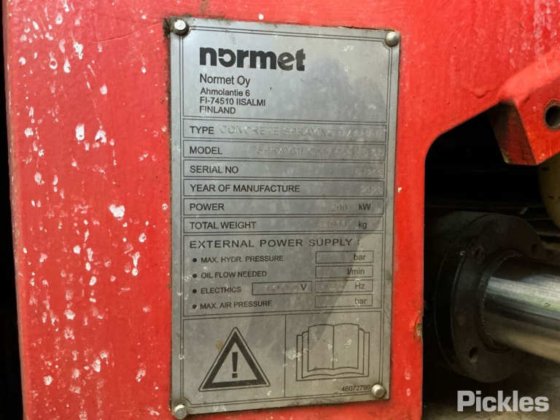 normet
Normet Oy
Ahmolantie 6
FI-74510 IISALMI
FINLAND
TYPE
MODEL
SERIAL NO
YEAR OF MANUFACTURE
POWER kW
TOTAL WEIGHT kg
EXTERNAL POWER SUPPLY
• MAX. HYDR. PRESSURE bar
• OIL FLOW NEEDED l/min
• ELECTRICS V Hz
• MAX. AIR PRESSURE bar
Pickles